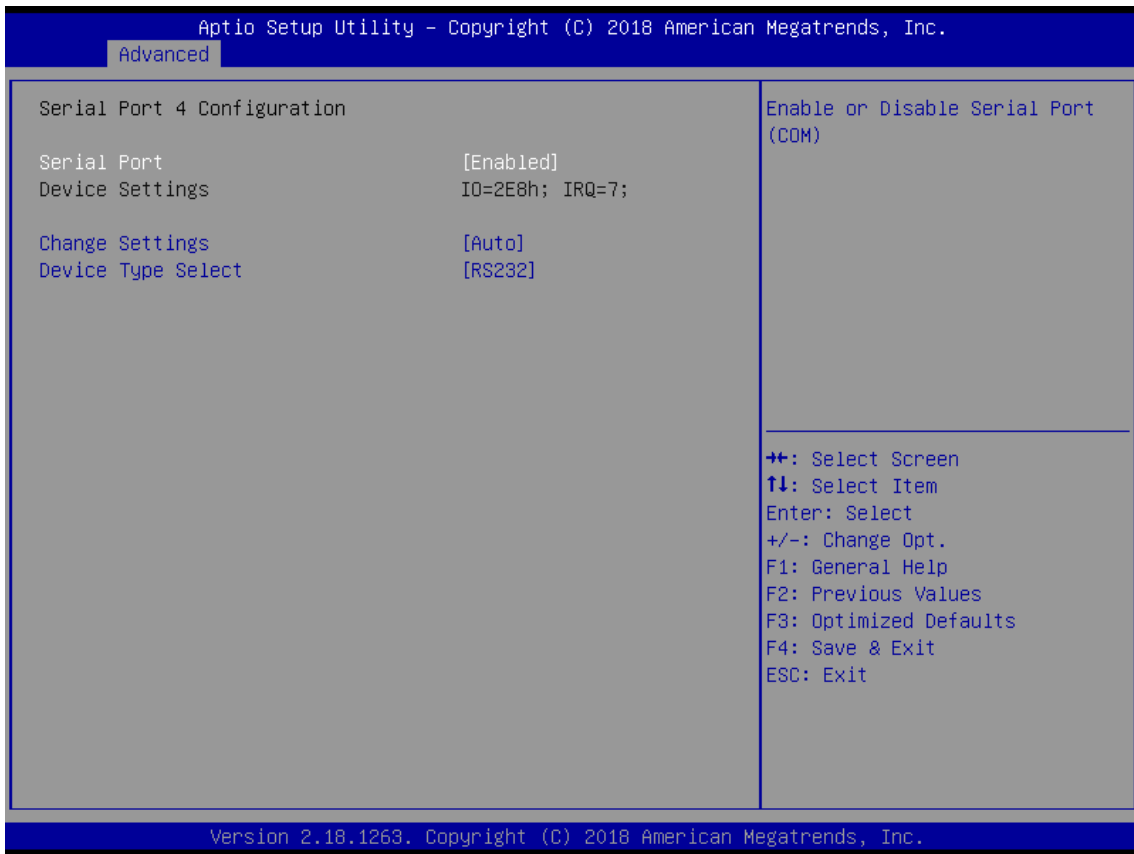 Aptio Setup Utility – Copyright (C) 2018 American Megatrends, Inc.
Advanced
Serial Port 4 Configuration
Serial Port [Enabled]
Device Settings IO=2E8h; IRQ=7;
Change Settings [Auto]
Device Type Select [RS232]
Enable or Disable Serial Port
(COM)
→←: Select Screen
↑↓: Select Item
Enter: Select
+/-: Change Opt.
F1: General Help
F2: Previous Values
F3: Optimized Defaults
F4: Save & Exit
ESC: Exit
Version 2.18.1263. Copyright (C) 2018 American Megatrends, Inc.